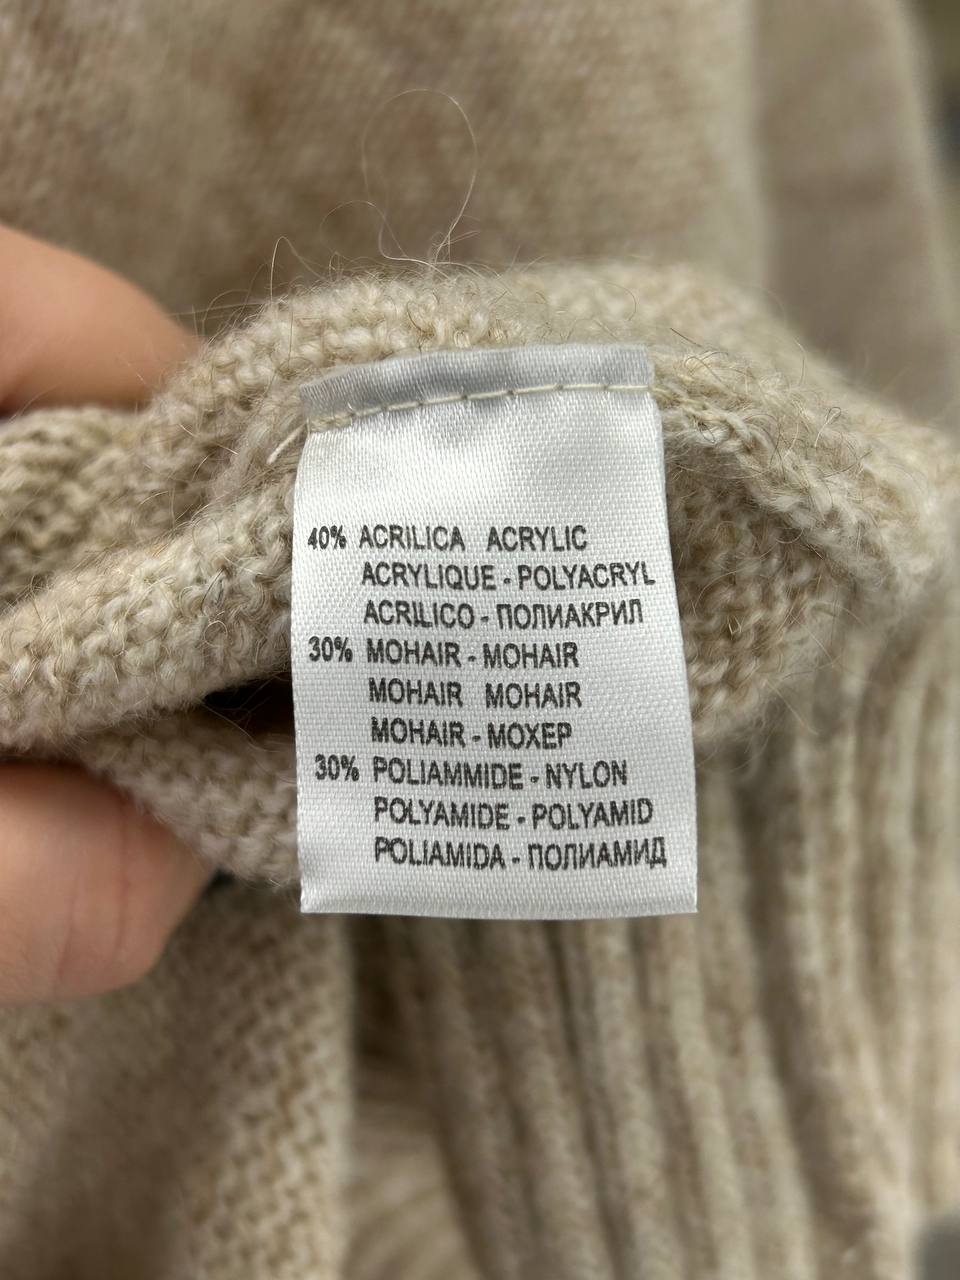 40% ACRILICA ACRYLIC
ACRYLIQUE - POLYACRYL
ACRILICO - ПОЛИАКРИЛ
30% MOHAIR - MOHAIR
MOHAIR MOHAIR
MOHAIR - МОХЕР
30% POLIAMMIDE - NYLON
POLYAMIDE - POLYAMID
POLIAMIDA - ПОЛИАМИД